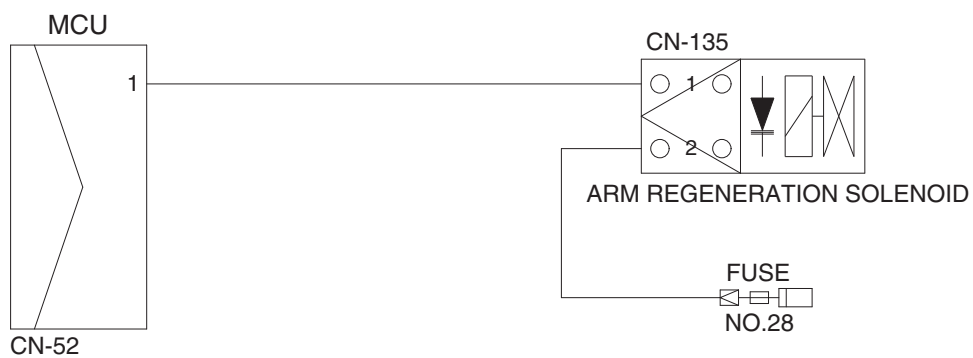 MCU
CN-135
1
1
2
ARM REGENERATION SOLENOID
FUSE
NO.28
CN-52